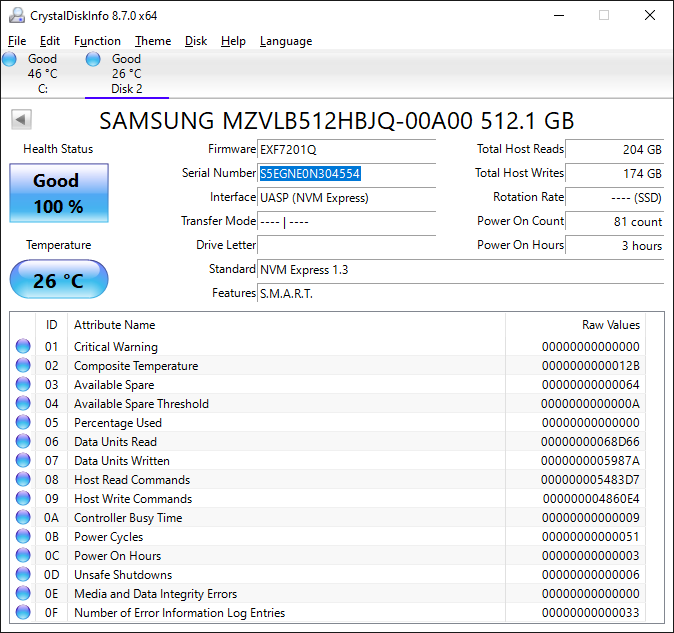 CrystalDiskInfo 8.7.0 x64
File Edit Function Theme Disk Help Language
Good Good
46 °C 26 °C
C: Disk 2
SAMSUNG MZVLB512HBJQ-00A00 512.1 GB
Health Status
Good
100 %
Temperature
26 °C
Firmware EXF7201Q
Serial Number S5EGNE0N304554
Interface UASP (NVM Express)
Transfer Mode ---- | ----
Drive Letter
Standard NVM Express 1.3
Features S.M.A.R.T.
Total Host Reads 204 GB
Total Host Writes 174 GB
Rotation Rate ---- (SSD)
Power On Count 81 count
Power On Hours 3 hours
ID Attribute Name Raw Values
01 Critical Warning 00000000000000
02 Composite Temperature 0000000000012B
03 Available Spare 00000000000064
04 Available Spare Threshold 0000000000000A
05 Percentage Used 00000000000000
06 Data Units Read 00000000068D66
07 Data Units Written 0000000005987A
08 Host Read Commands 000000005483D7
09 Host Write Commands 000000004860E4
0A Controller Busy Time 00000000000009
0B Power Cycles 00000000000051
0C Power On Hours 00000000000003
0D Unsafe Shutdowns 00000000000006
0E Media and Data Integrity Errors 00000000000000
0F Number of Error Information Log Entries 00000000000033